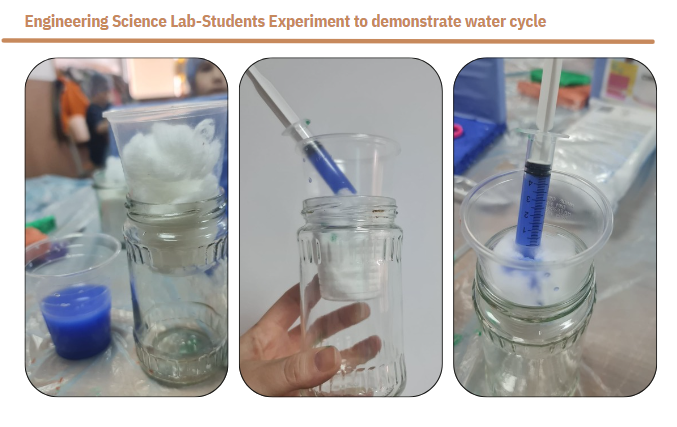 Engineering Science Lab-Students Experiment to demonstrate water cycle